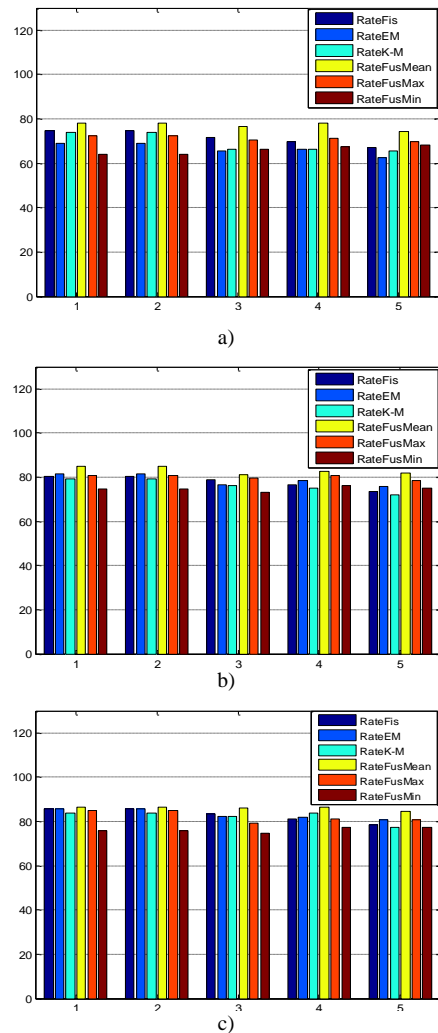 120
100
80
60
40
20
0
RateFis
RateEM
RateK-M
RateFusMean
RateFusMax
RateFusMin
1 2 3 4 5
a)
120
100
80
60
40
20
0
RateFis
RateEM
RateK-M
RateFusMean
RateFusMax
RateFusMin
1 2 3 4 5
b)
120
100
80
60
40
20
0
RateFis
RateEM
RateK-M
RateFusMean
RateFusMax
RateFusMin
1 2 3 4 5
c)